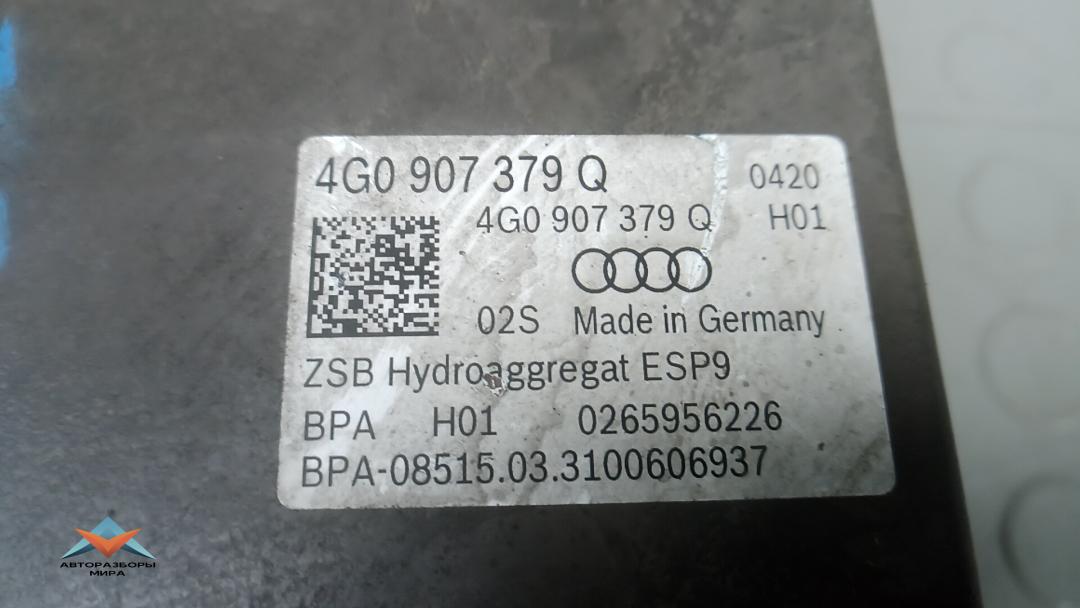 4G0 907 379 Q 0420
4G0 907 379 Q H01
02S Made in Germany
ZSB Hydroaggregat ESP9
BPA H01 0265956226
BPA-08515.03.3100606937
АВТОРАЗБОРЫ
МИРА